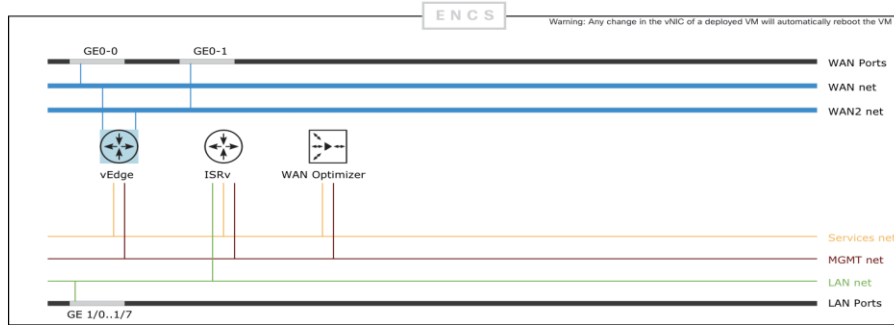 ENCS
Warning: Any change in the vNIC of a deployed VM will automatically reboot the VM
GE0-0 GE0-1
WAN Ports
WAN net
WAN2 net
vEdge ISRv WAN Optimizer
Services net
MGMT net
LAN net
LAN Ports
GE 1/0..1/7